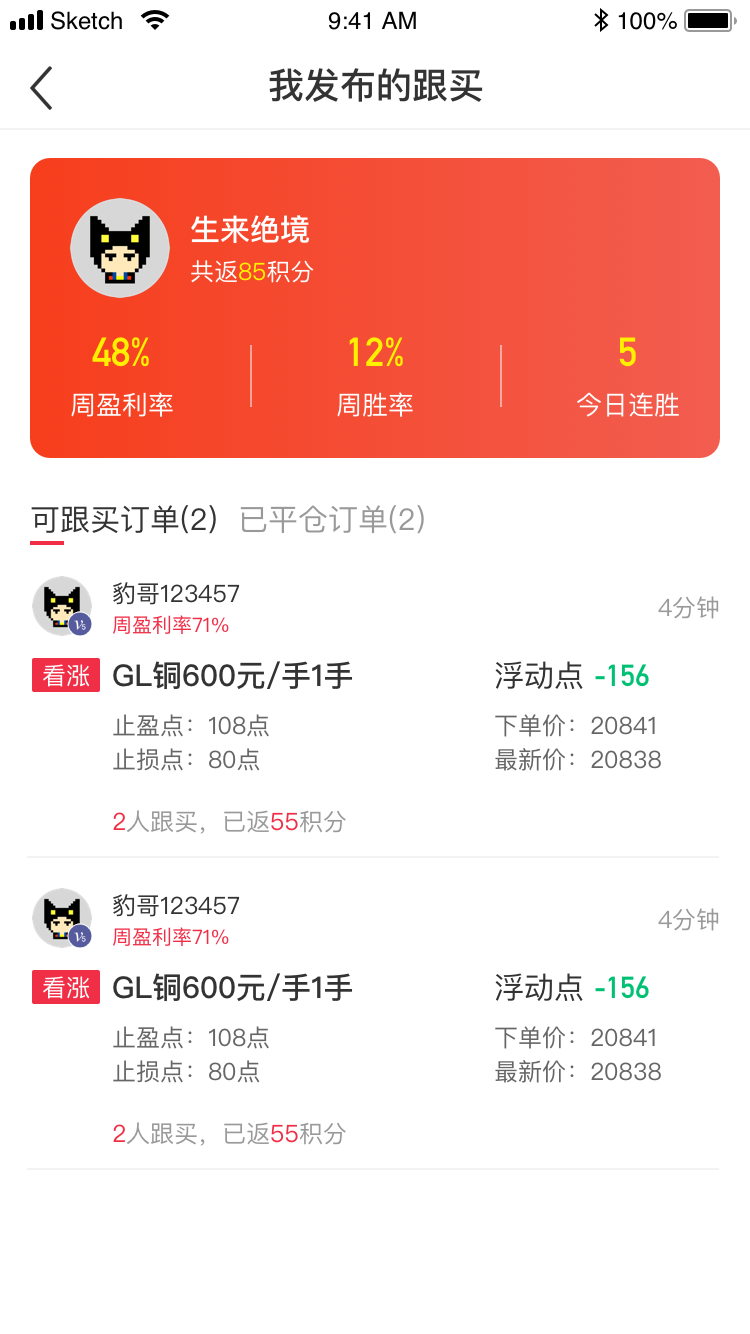 Sketch 9:41 AM 100%
我发布的跟买
生来绝境
共返85积分
48% 12% 5
周盈利率 周胜率 今日连胜
可跟买订单(2) 已平仓订单(2)
豹哥123457
4分钟
V5 周盈利率71%
看涨 GL铜600元/手1手 浮动点 -156
止盈点：108点 下单价：20841
止损点：80点 最新价：20838
2人跟买，已返55积分
豹哥123457
4分钟
V5 周盈利率71%
看涨 GL铜600元/手1手 浮动点 -156
止盈点：108点 下单价：20841
止损点：80点 最新价：20838
2人跟买，已返55积分